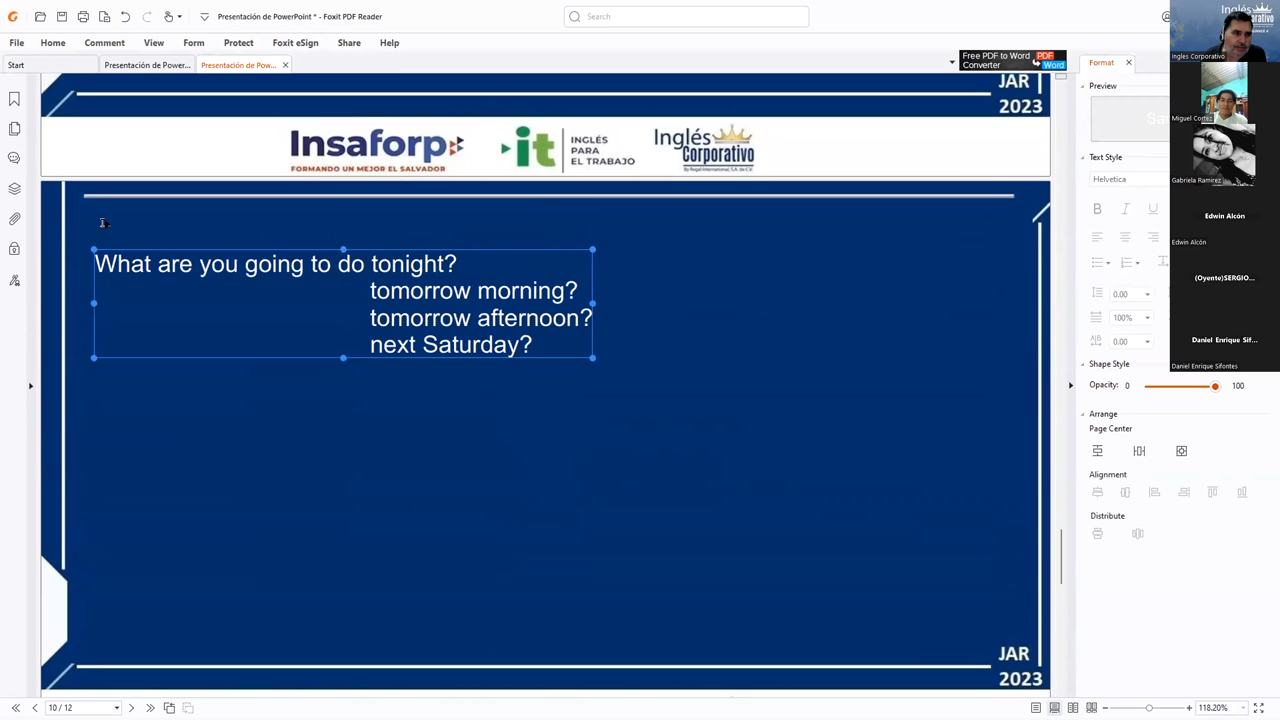 Presentación de PowerPoint * - Foxit PDF Reader
Search
File Home Comment View Form Protect Foxit eSign Share Help
Free PDF to Word Converter
PDF
Word
Start
Presentación de Power...
Presentación de Pow...
Format
Preview
Text Style
Helvetica
B I U
0.00
100%
0.00
Shape Style
Opacity: 0 100
Arrange
Page Center
Alignment
Distribute
JAR
2023
Insaforp
FORMANDO UN MEJOR EL SALVADOR
it
INGLÉS
PARA
EL TRABAJO
Inglés
Corporativo
What are you going to do tonight?
tomorrow morning?
tomorrow afternoon?
next Saturday?
JAR
2023
Ingles Corporativo
Miguel Cortez
Gabriela Ramirez
Edwin Alcón
Edwin Alcón
(Oyente)SERGIO...
Daniel Enrique Sif...
Daniel Enrique Sifontes
10 / 12
118.20%